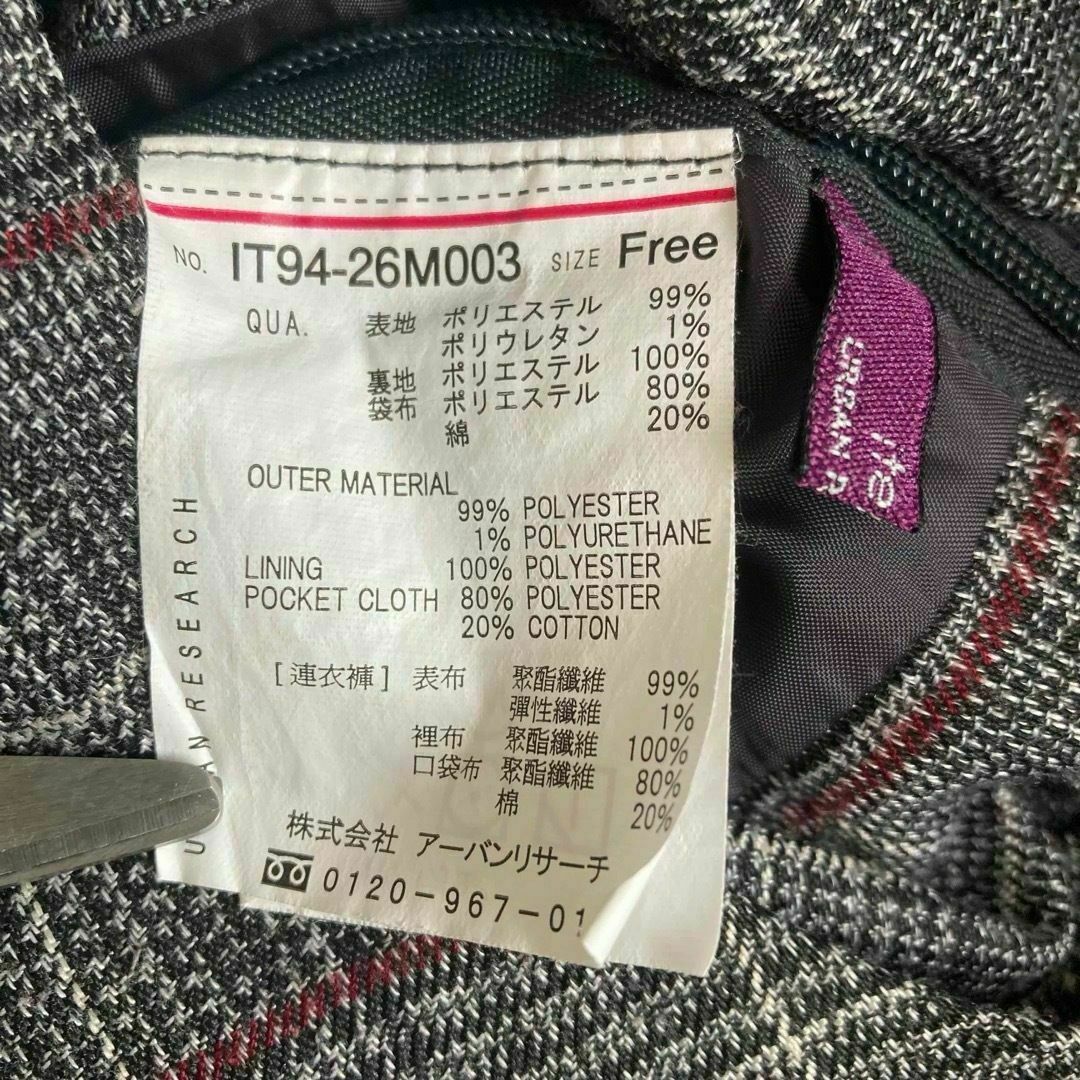 NO. IT94-26M003 SIZE Free
QUA. 表地 ポリエステル 99%
ポリウレタン 1%
裏地 ポリエステル 100%
袋布 ポリエステル 80%
綿 20%
OUTER MATERIAL
99% POLYESTER
1% POLYURETHANE
LINING 100% POLYESTER
POCKET CLOTH 80% POLYESTER
20% COTTON
[連衣褲] 表布 聚酯纖維 99%
彈性纖維 1%
裡布 聚酯纖維 100%
口袋布 聚酯纖維 80%
棉 20%
株式会社 アーバンリサーチ
0120-967-01
RESEARCH
URBAN R